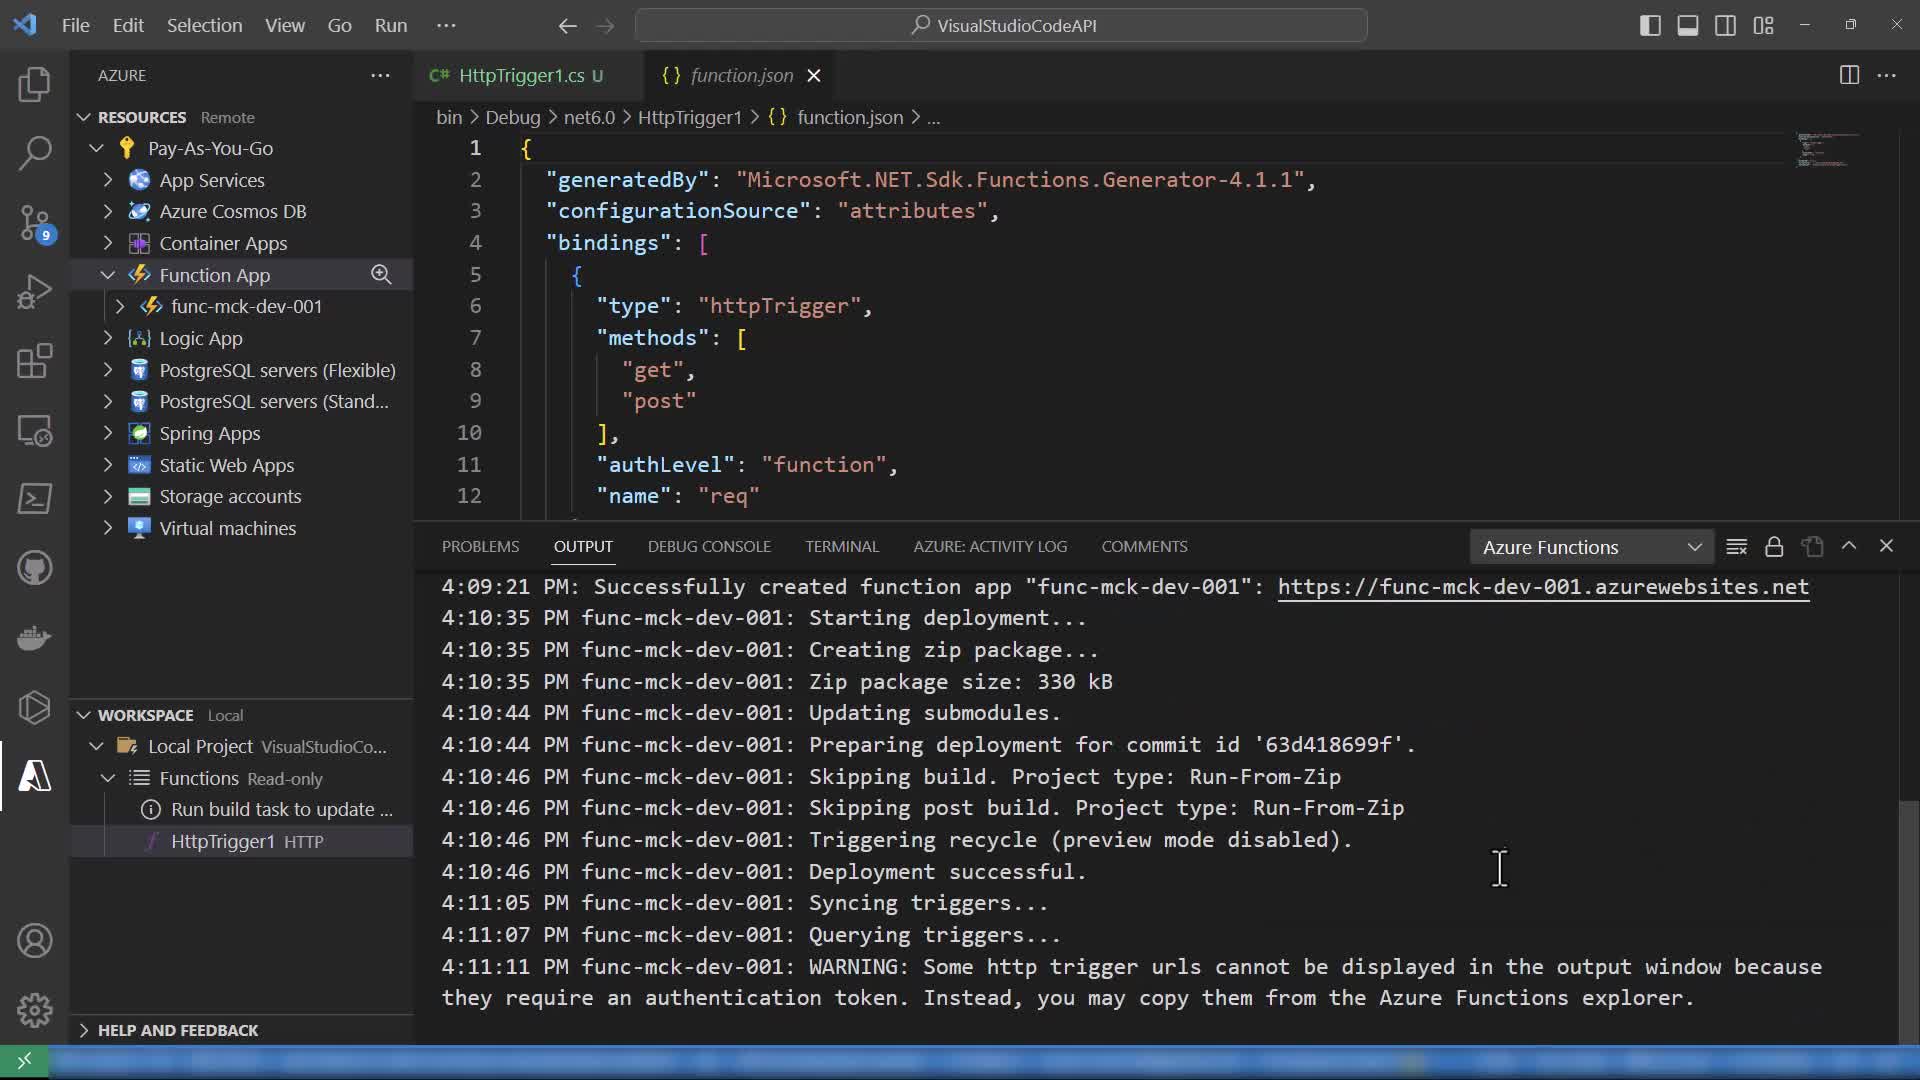 File Edit Selection View Go Run ...
VisualStudioCodeAPI
AZURE
RESOURCES Remote
Pay-As-You-Go
App Services
Azure Cosmos DB
Container Apps
Function App
func-mck-dev-001
Logic App
PostgreSQL servers (Flexible)
PostgreSQL servers (Stand...
Spring Apps
Static Web Apps
Storage accounts
Virtual machines
9
WORKSPACE Local
Local Project VisualStudioCo...
Functions Read-only
Run build task to update ...
HttpTrigger1 HTTP
HELP AND FEEDBACK
C# HttpTrigger1.cs U
{} function.json
bin > Debug > net6.0 > HttpTrigger1 > {} function.json > ...
1 {
2 "generatedBy": "Microsoft.NET.Sdk.Functions.Generator-4.1.1",
3 "configurationSource": "attributes",
4 "bindings": [
5 {
6 "type": "httpTrigger",
7 "methods": [
8 "get",
9 "post"
10 ],
11 "authLevel": "function",
12 "name": "req"
PROBLEMS OUTPUT DEBUG CONSOLE TERMINAL AZURE: ACTIVITY LOG COMMENTS
Azure Functions
4:09:21 PM: Successfully created function app "func-mck-dev-001": https://func-mck-dev-001.azurewebsites.net
4:10:35 PM func-mck-dev-001: Starting deployment...
4:10:35 PM func-mck-dev-001: Creating zip package...
4:10:35 PM func-mck-dev-001: Zip package size: 330 kB
4:10:44 PM func-mck-dev-001: Updating submodules.
4:10:44 PM func-mck-dev-001: Preparing deployment for commit id '63d418699f'.
4:10:46 PM func-mck-dev-001: Skipping build. Project type: Run-From-Zip
4:10:46 PM func-mck-dev-001: Skipping post build. Project type: Run-From-Zip
4:10:46 PM func-mck-dev-001: Triggering recycle (preview mode disabled).
4:10:46 PM func-mck-dev-001: Deployment successful.
4:11:05 PM func-mck-dev-001: Syncing triggers...
4:11:07 PM func-mck-dev-001: Querying triggers...
4:11:11 PM func-mck-dev-001: WARNING: Some http trigger urls cannot be displayed in the output window because
they require an authentication token. Instead, you may copy them from the Azure Functions explorer.